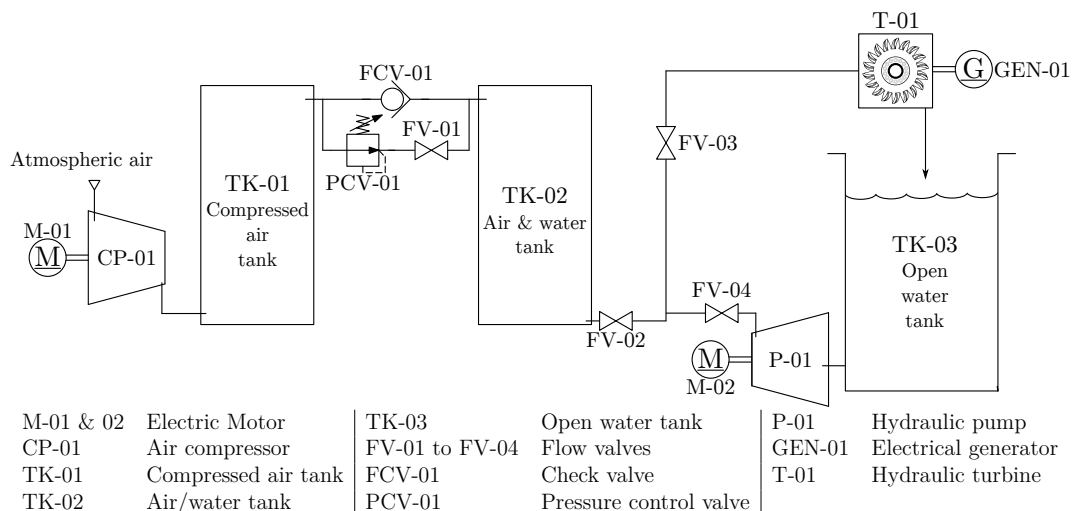 T-01
G
GEN-01
FCV-01
FV-01
PCV-01
FV-03
Atmospheric air
M-01
M
CP-01
TK-01
Compressed
air
tank
TK-02
Air & water
tank
TK-03
Open
water
tank
FV-04
FV-02
M
M-02
P-01
M-01 & 02 Electric Motor
CP-01 Air compressor
TK-01 Compressed air tank
TK-02 Air/water tank
TK-03 Open water tank
FV-01 to FV-04 Flow valves
FCV-01 Check valve
PCV-01 Pressure control valve
P-01 Hydraulic pump
GEN-01 Electrical generator
T-01 Hydraulic turbine